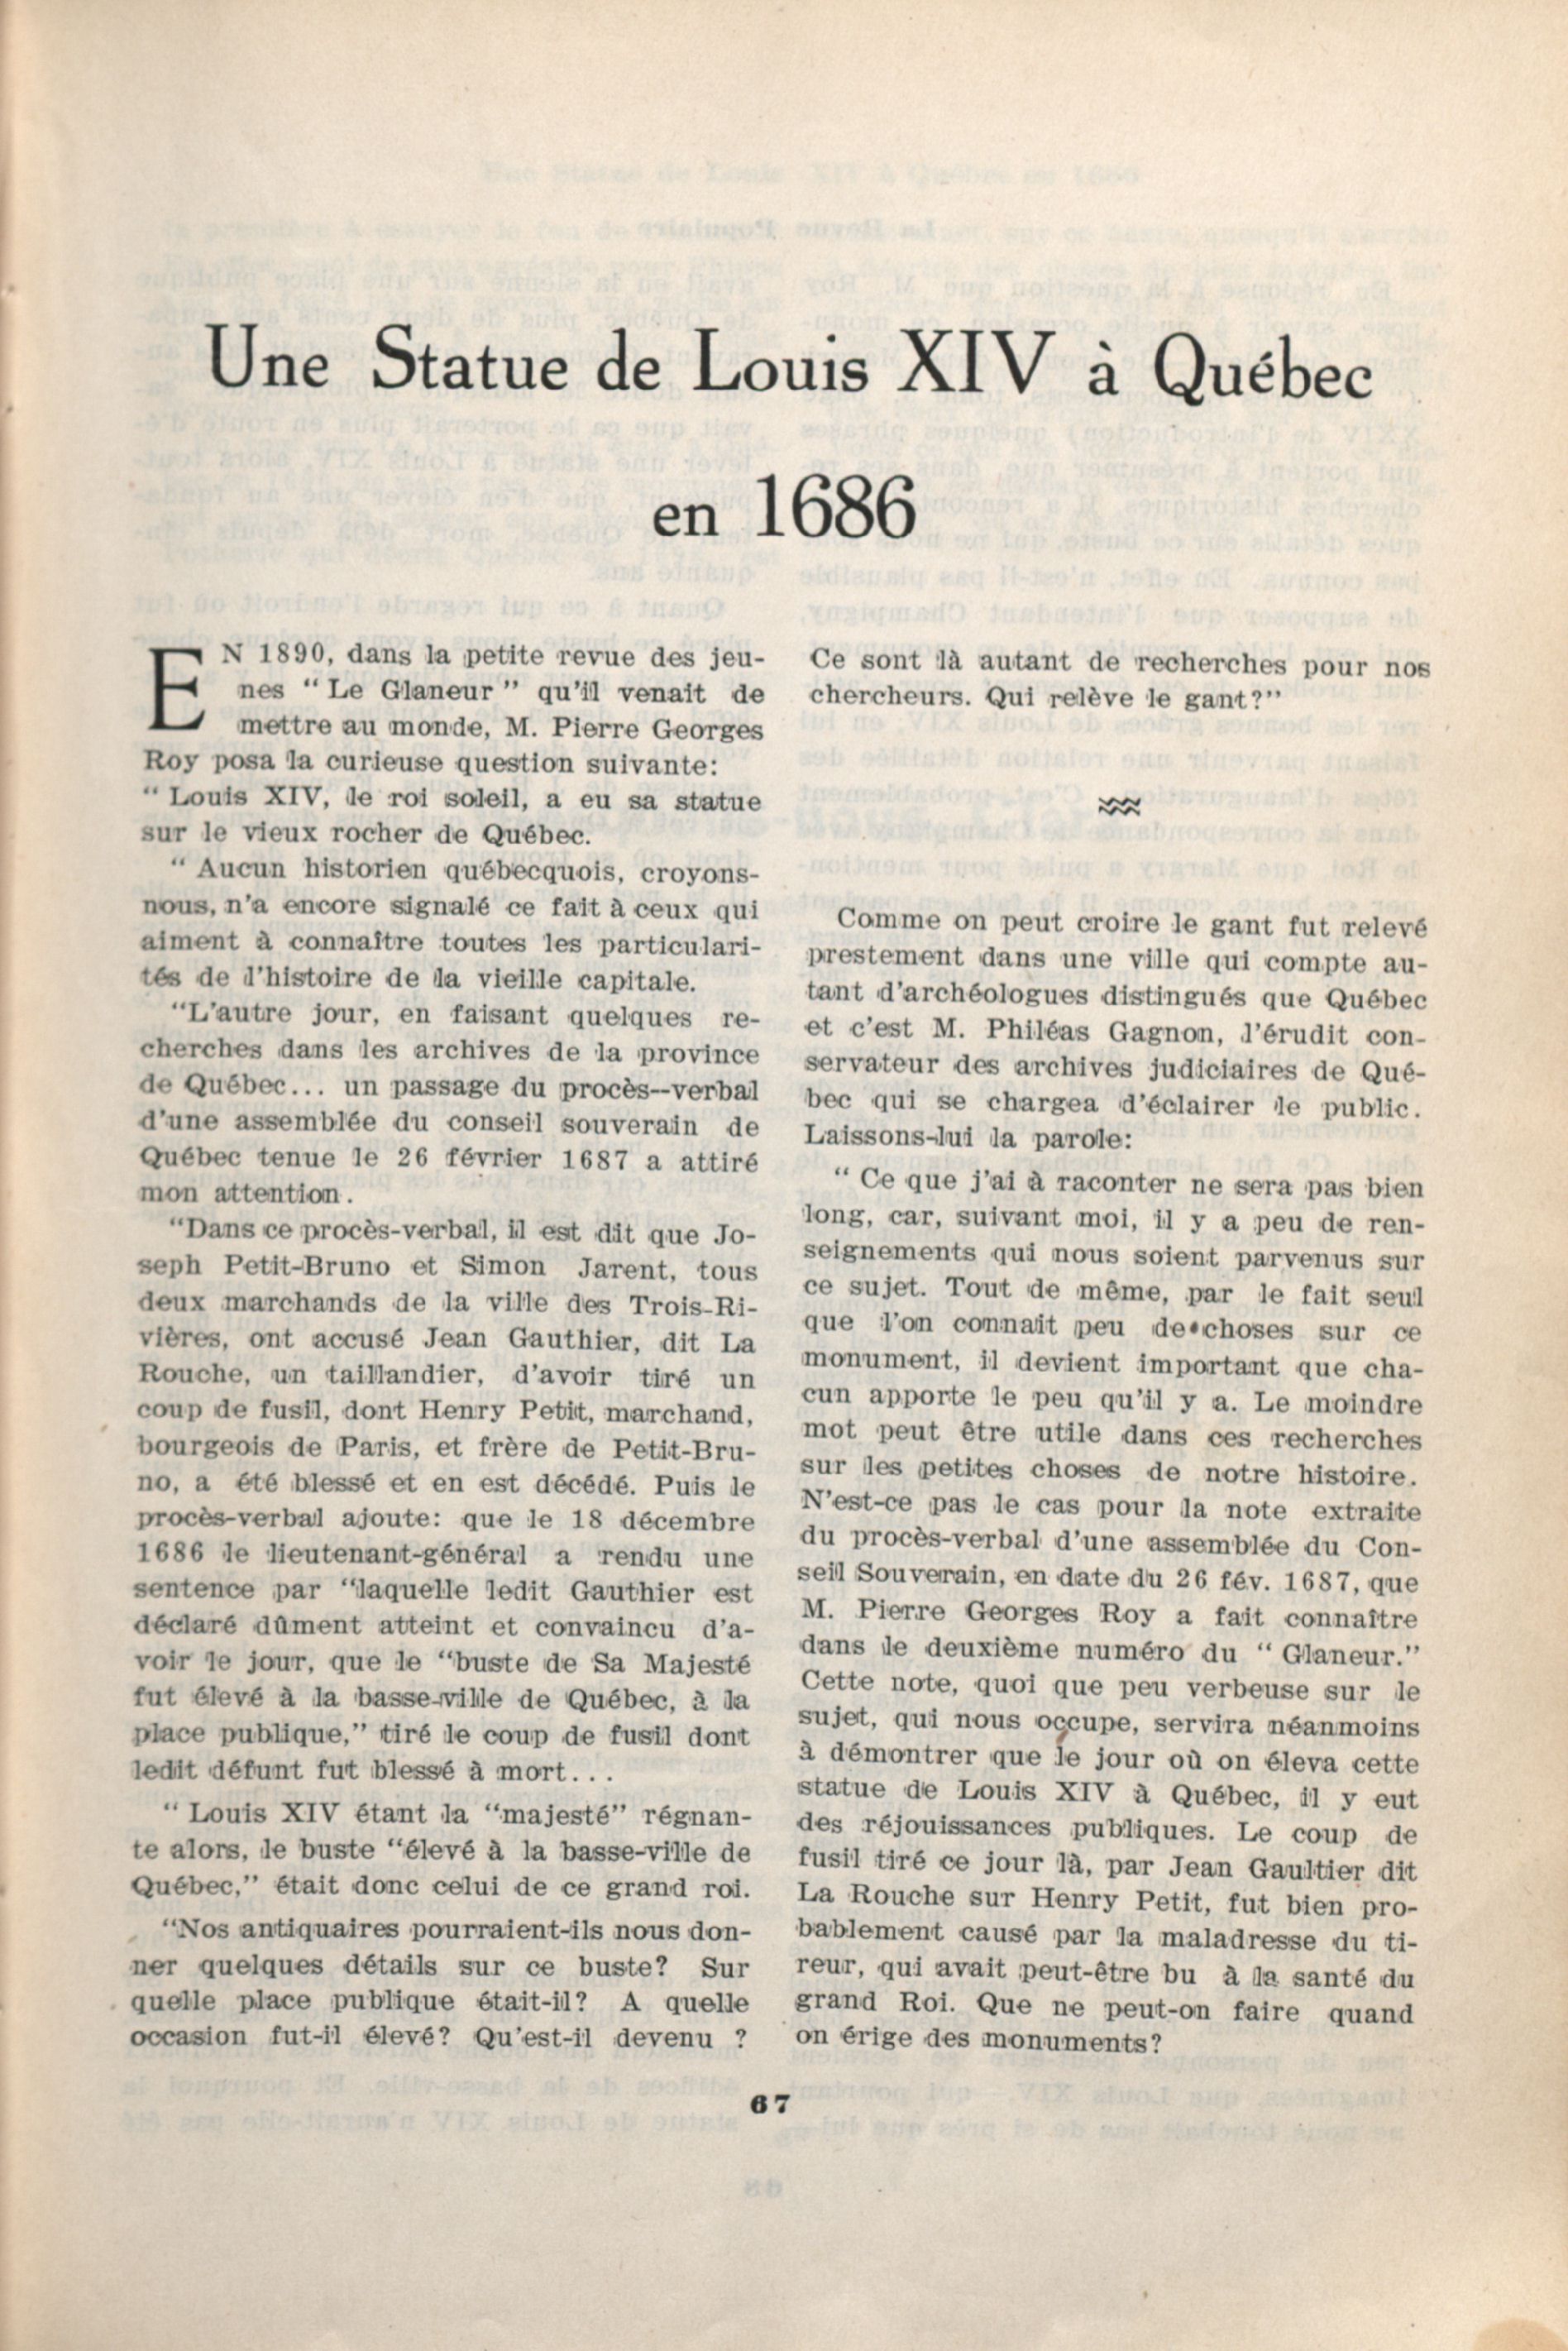 Une Statue de Louis XIV à Québec
en 1686
EN 1890, dans la petite revue des jeu-
nes "Le Glaneur" qu'il venait de
mettre au monde, M. Pierre Georges
Roy posa la curieuse question suivante:
"Louis XIV, le roi soleil, a eu sa statue
sur le vieux rocher de Québec.
"Aucun historien québecquois, croyons-
nous, n'a encore signalé ce fait à ceux qui
aiment à connaître toutes les particulari-
tés de l'histoire de la vieille capitale.
"L'autre jour, en faisant quelques re-
cherches dans les archives de la province
de Québec... un passage du procès--verbal
d'une assemblée du conseil souverain de
Québec tenue le 26 février 1687 a attiré
mon attention.
"Dans ce procès-verbal, il est dit que Jo-
seph Petit-Bruno et Simon Jarent, tous
deux marchands de la ville des Trois-Ri-
vières, ont accusé Jean Gauthier, dit La
Rouche, un taillandier, d'avoir tiré un
coup de fusil, dont Henry Petit, marchand,
bourgeois de Paris, et frère de Petit-Bru-
no, a été blessé et en est décédé. Puis le
procès-verbal ajoute: que le 18 décembre
1686 le lieutenant-général a rendu une
sentence par "laquelle ledit Gauthier est
déclaré dûment atteint et convaincu d'a-
voir le jour, que le "buste de Sa Majesté
fut élevé à la basse-ville de Québec, à la
place publique," tiré le coup de fusil dont
ledit défunt fut blessé à mort...
"Louis XIV étant la "majesté" régnan-
te alors, le buste "élevé à la basse-ville de
Québec," était donc celui de ce grand roi.
"Nos antiquaires pourraient-ils nous don-
ner quelques détails sur ce buste? Sur
quelle place publique était-il? A quelle
occasion fut-il élevé? Qu'est-il devenu ?
Ce sont là autant de recherches pour nos
chercheurs. Qui relève le gant?"
Comme on peut croire le gant fut relevé
prestement dans une ville qui compte au-
tant d'archéologues distingués que Québec
et c'est M. Philéas Gagnon, l'érudit con-
servateur des archives judiciaires de Qué-
bec qui se chargea d'éclairer le public.
Laissons-lui la parole:
"Ce que j'ai à raconter ne sera pas bien
long, car, suivant moi, il y a peu de ren-
seignements qui nous soient parvenus sur
ce sujet. Tout de même, par le fait seul
que l'on connait peu de choses sur ce
monument, il devient important que cha-
cun apporte le peu qu'il y a. Le moindre
mot peut être utile dans ces recherches
sur les petites choses de notre histoire.
N'est-ce pas le cas pour la note extraite
du procès-verbal d'une assemblée du Con-
seil Souverain, en date du 26 fév. 1687, que
M. Pierre Georges Roy a fait connaître
dans le deuxième numéro du "Glaneur."
Cette note, quoi que peu verbeuse sur le
sujet, qui nous occupe, servira néanmoins
à démontrer que le jour où on éleva cette
statue de Louis XIV à Québec, il y eut
des réjouissances publiques. Le coup de
fusil tiré ce jour là, par Jean Gaultier dit
La Rouche sur Henry Petit, fut bien pro-
bablement causé par la maladresse du ti-
reur, qui avait peut-être bu à la santé du
grand Roi. Que ne peut-on faire quand
on érige des monuments?
67